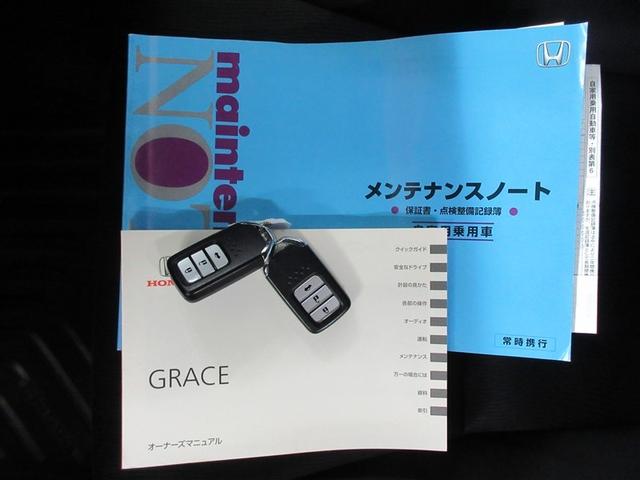 mainte
NO
メンテナンスノート
保証書・点検整備記録簿
自家用乗用車
常時携行
自家用乗用自動車等・別表第6
HON
GRACE
オーナーズマニュアル
クイックガイド
安全なドライブ
計器の見かた
各部の操作
オーディオ
運転
メンテナンス
万一の場合には
資料
索引